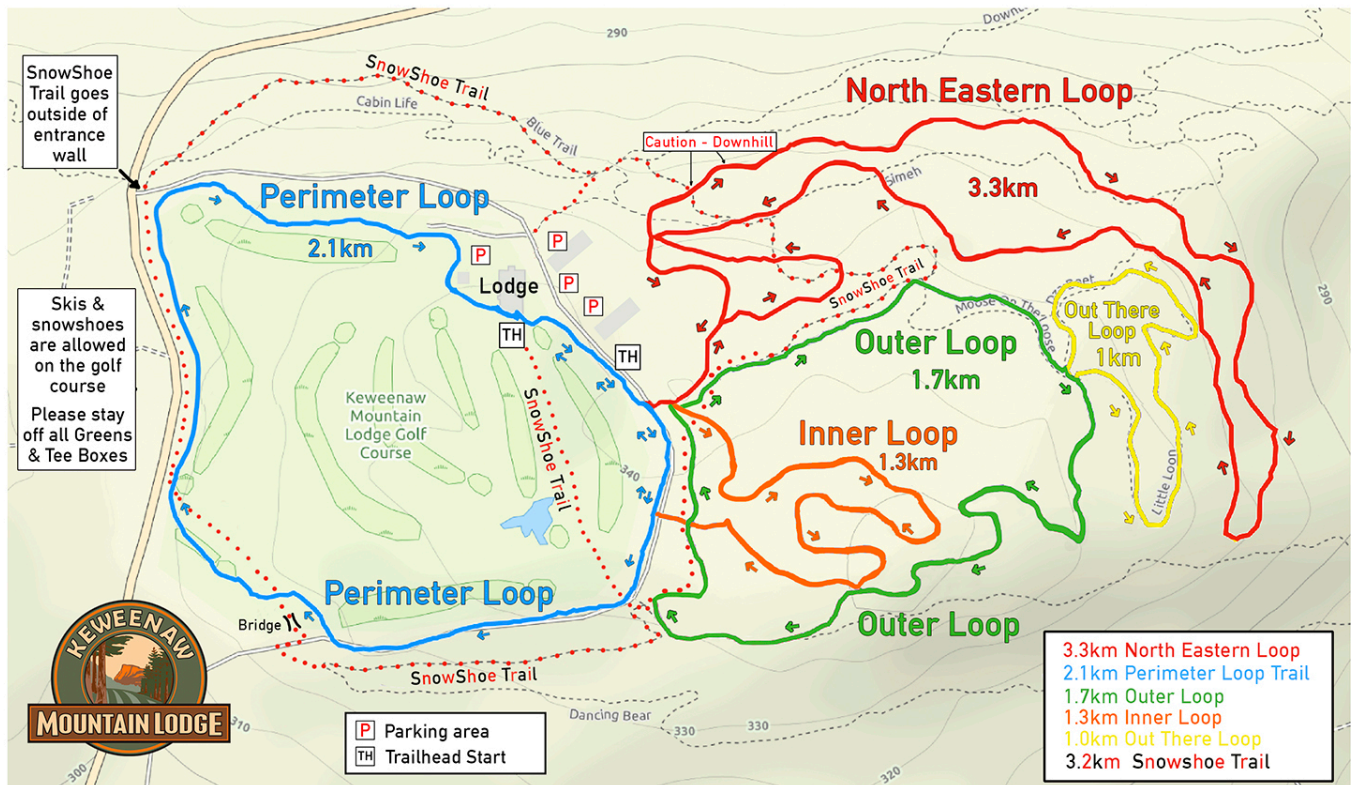 290
Downh
SnowShoe Trail
SnowShoe
Trail goes
outside of
entrance
wall
Cabin Life
Blue Trail
North Eastern Loop
Caution - Downhill
3.3km
Simeh
Perimeter Loop
2.1km
P
P
P
P
Lodge
TH
TH
SnowShoe Trail
Moose On The Loose
Out There
Loop
1km
290
Skis &
snowshoes
are allowed
on the golf
course
Please stay
off all Greens
& Tee Boxes
Outer Loop
1.7km
Keweenaw
Mountain
Lodge Golf
Course
SnowShoe Trail
340
Inner Loop
1.3km
Little Loon
Perimeter Loop
Bridge
Outer Loop
SnowShoe Trail
KEWEENAW
MOUNTAIN LODGE
310
300
Dancing Bear
330
330
320
P Parking area
TH Trailhead Start
3.3km North Eastern Loop
2.1km Perimeter Loop Trail
1.7km Outer Loop
1.3km Inner Loop
1.0km Out There Loop
3.2km Snowshoe Trail